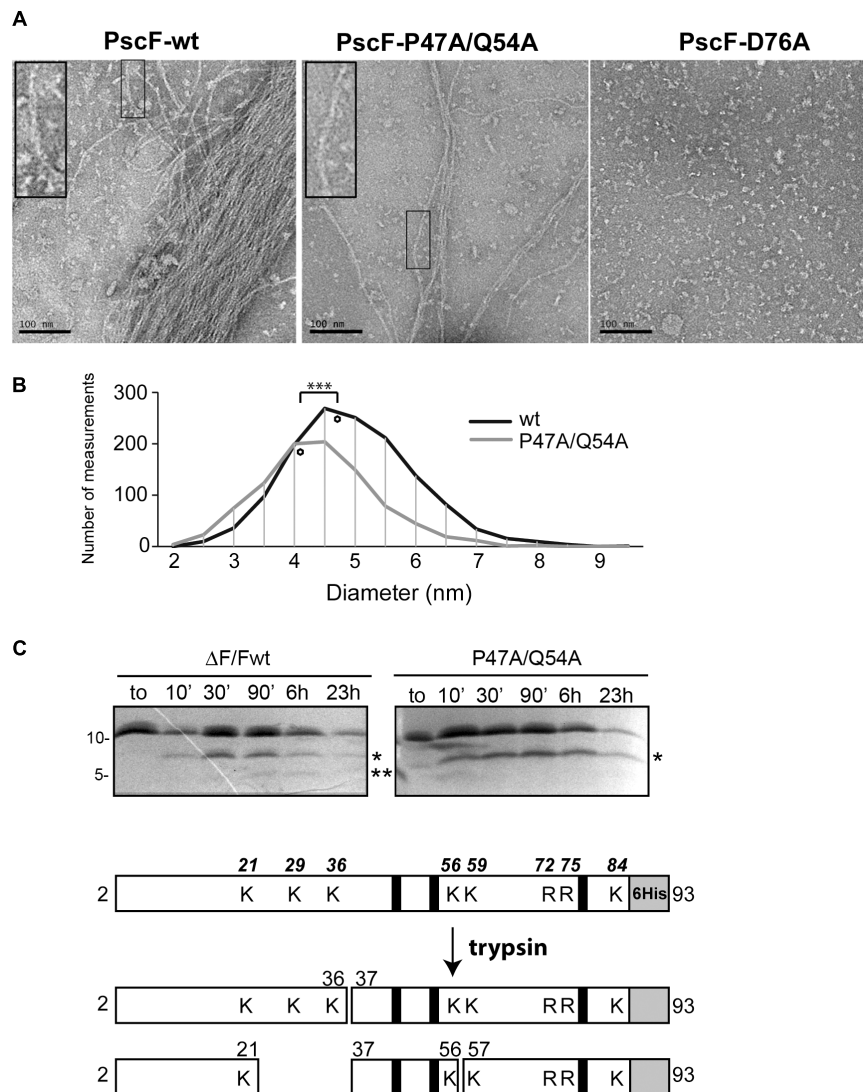 A
PscF-wt PscF-P47A/Q54A PscF-D76A
100 nm 100 nm 100 nm
B
Number of measurements
300
200
100
0
***
wt
P47A/Q54A
2 3 4 5 6 7 8 9
Diameter (nm)
C
ΔF/Fwt P47A/Q54A
to 10’ 30’ 90’ 6h 23h to 10’ 30’ 90’ 6h 23h
10-
* *
5- **
21 29 36 56 59 72 75 84
2 K K K K K R R K 6His 93
trypsin
36 37
2 K K K K K R R K 93
21 37 56 57
2 K K K R R K 93